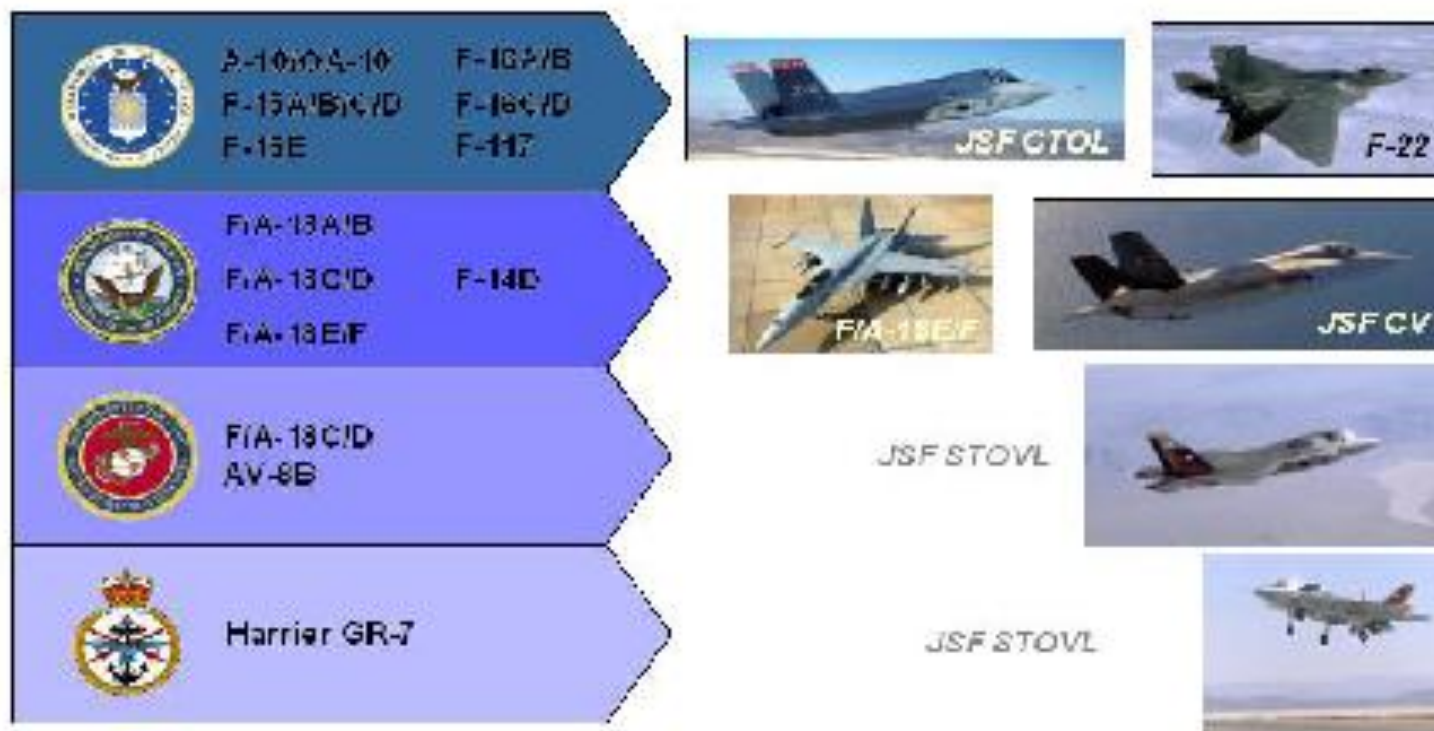 A-10/OA-10 F-16A/B
F-15A/B/C/D F-16C/D
F-15E F-117
JSF CTOL
F-22
F/A-18A/B
F/A-18C/D F-14D
F/A-18E/F
F/A-18E/F
JSF CV
F/A-18C/D
AV-8B
JSF STOVL
Harrier GR-7
JSF STOVL